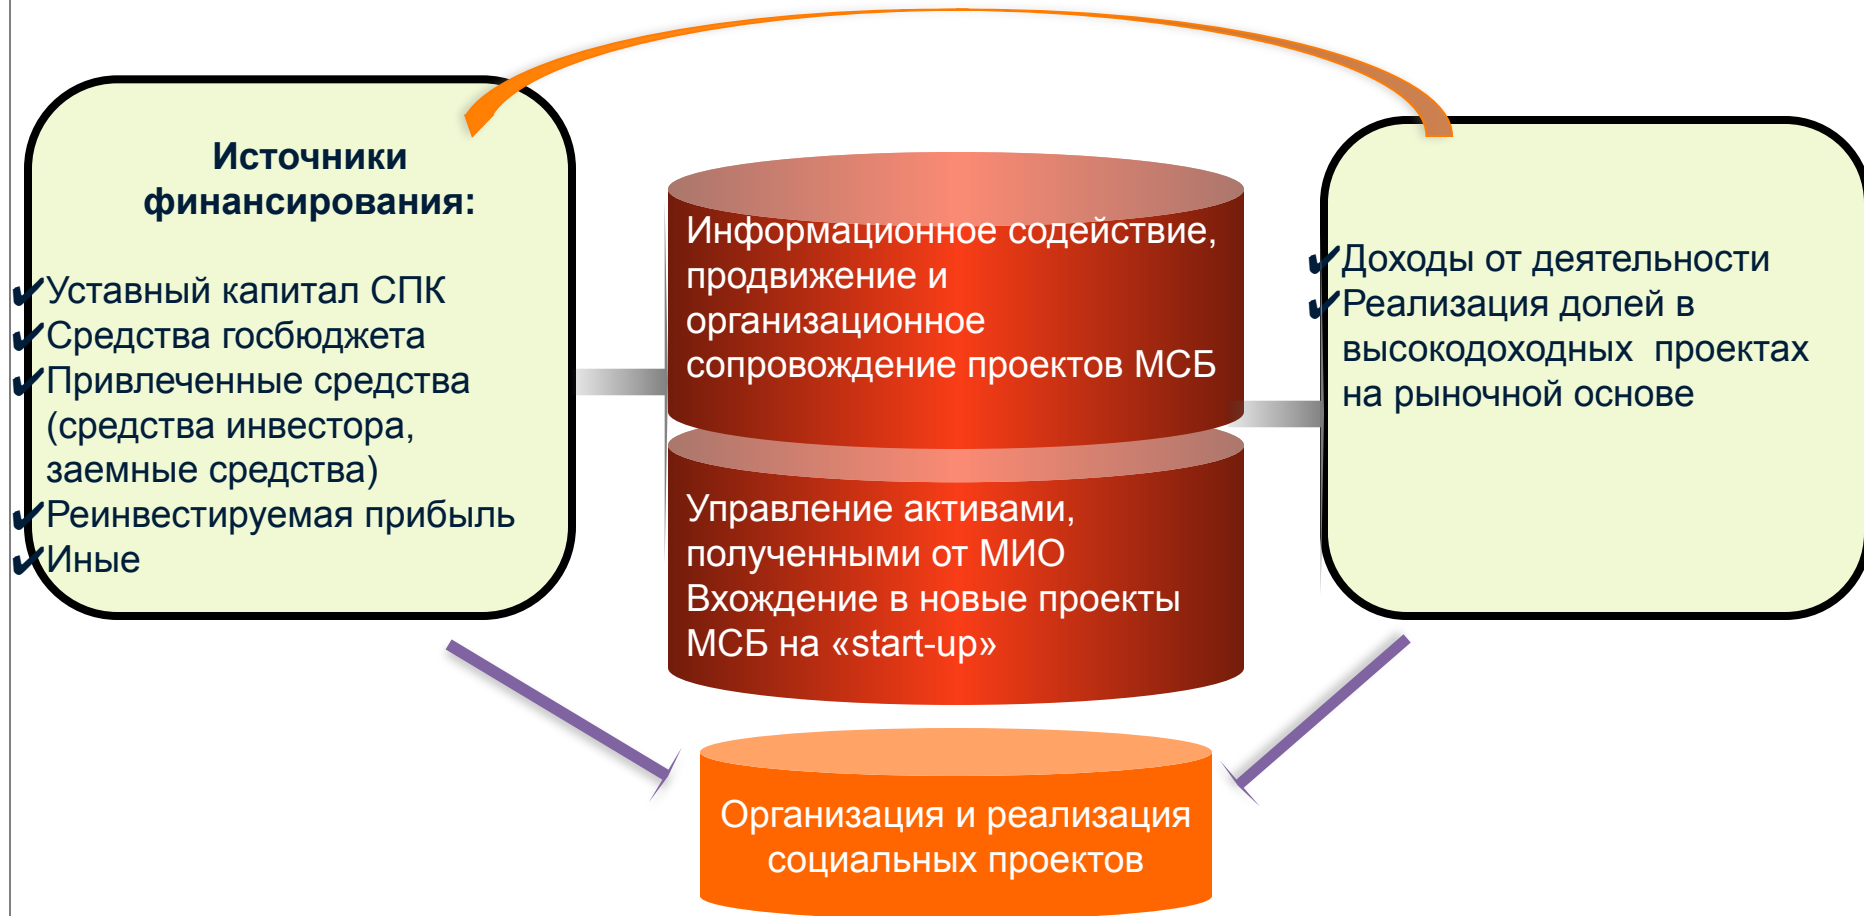 Источники
финансирования:
✔Уставный капитал СПК
✔Средства госбюджета
✔Привлеченные средства
(средства инвестора,
заемные средства)
✔Реинвестируемая прибыль
✔Иные
Информационное содействие,
продвижение и
организационное
сопровождение проектов МСБ
Управление активами,
полученными от МИО
Вхождение в новые проекты
МСБ на «start-up»
✔Доходы от деятельности
✔Реализация долей в
высокодоходных проектах
на рыночной основе
Организация и реализация
социальных проектов